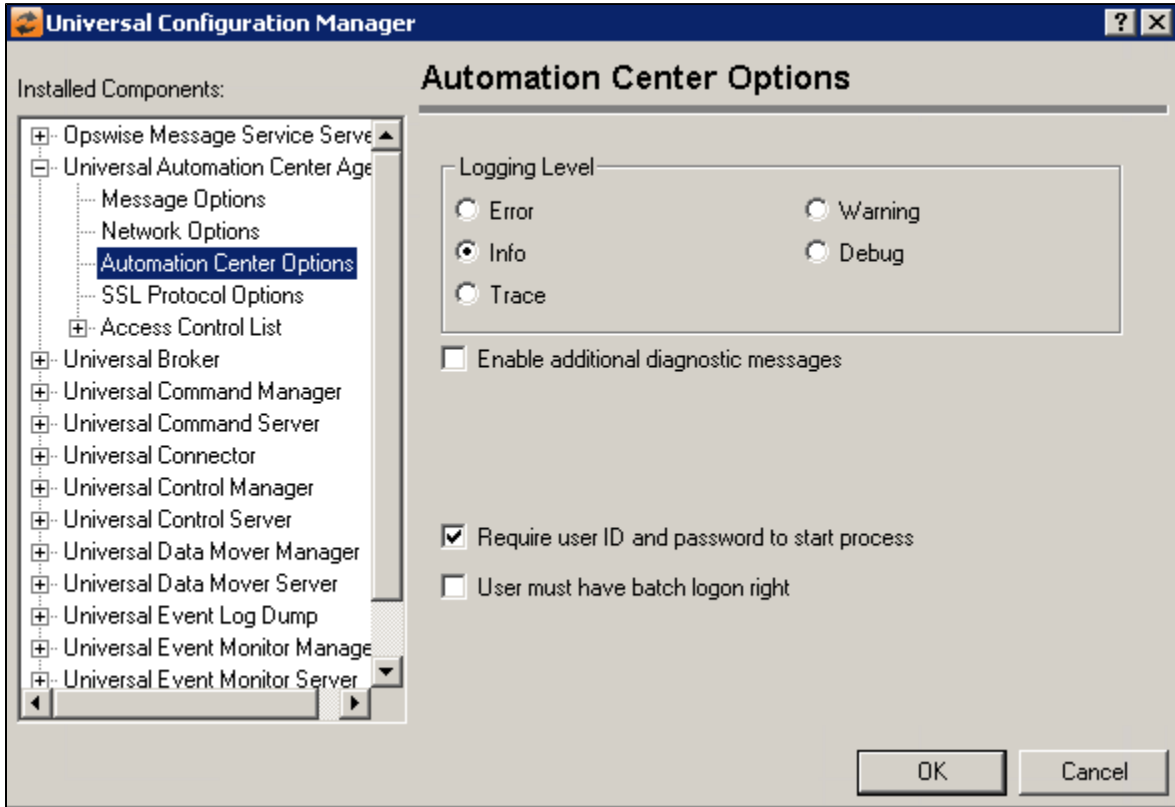 Universal Configuration Manager
Installed Components:
Opswise Message Service Serve
Universal Automation Center Age
Message Options
Network Options
Automation Center Options
SSL Protocol Options
Access Control List
Universal Broker
Universal Command Manager
Universal Command Server
Universal Connector
Universal Control Manager
Universal Control Server
Universal Data Mover Manager
Universal Data Mover Server
Universal Event Log Dump
Universal Event Monitor Manage
Universal Event Monitor Server
Automation Center Options
Logging Level
Error Warning
Info Debug
Trace
Enable additional diagnostic messages
Require user ID and password to start process
User must have batch logon right
OK Cancel